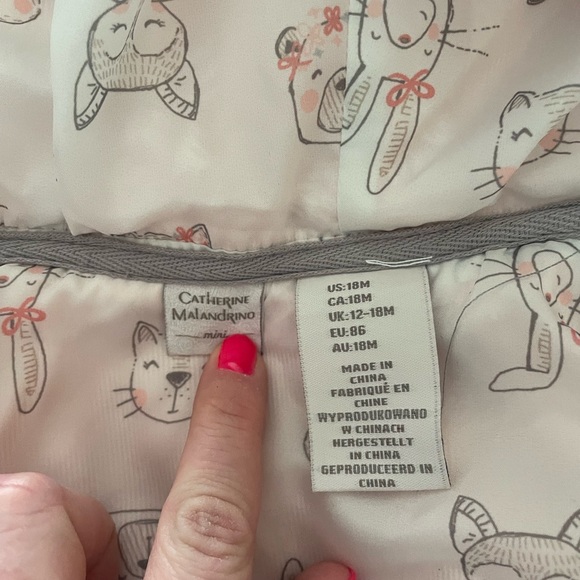 CATHERINE
MALANDRINO
mini
US:18M
CA:18M
UK:12-18M
EU:86
AU:18M
MADE IN
CHINA
FABRIQUÉ EN
CHINE
WYPRODUKOWANO
W CHINACH
HERGESTELLT
IN CHINA
GEPRODUCEERD IN
CHINA